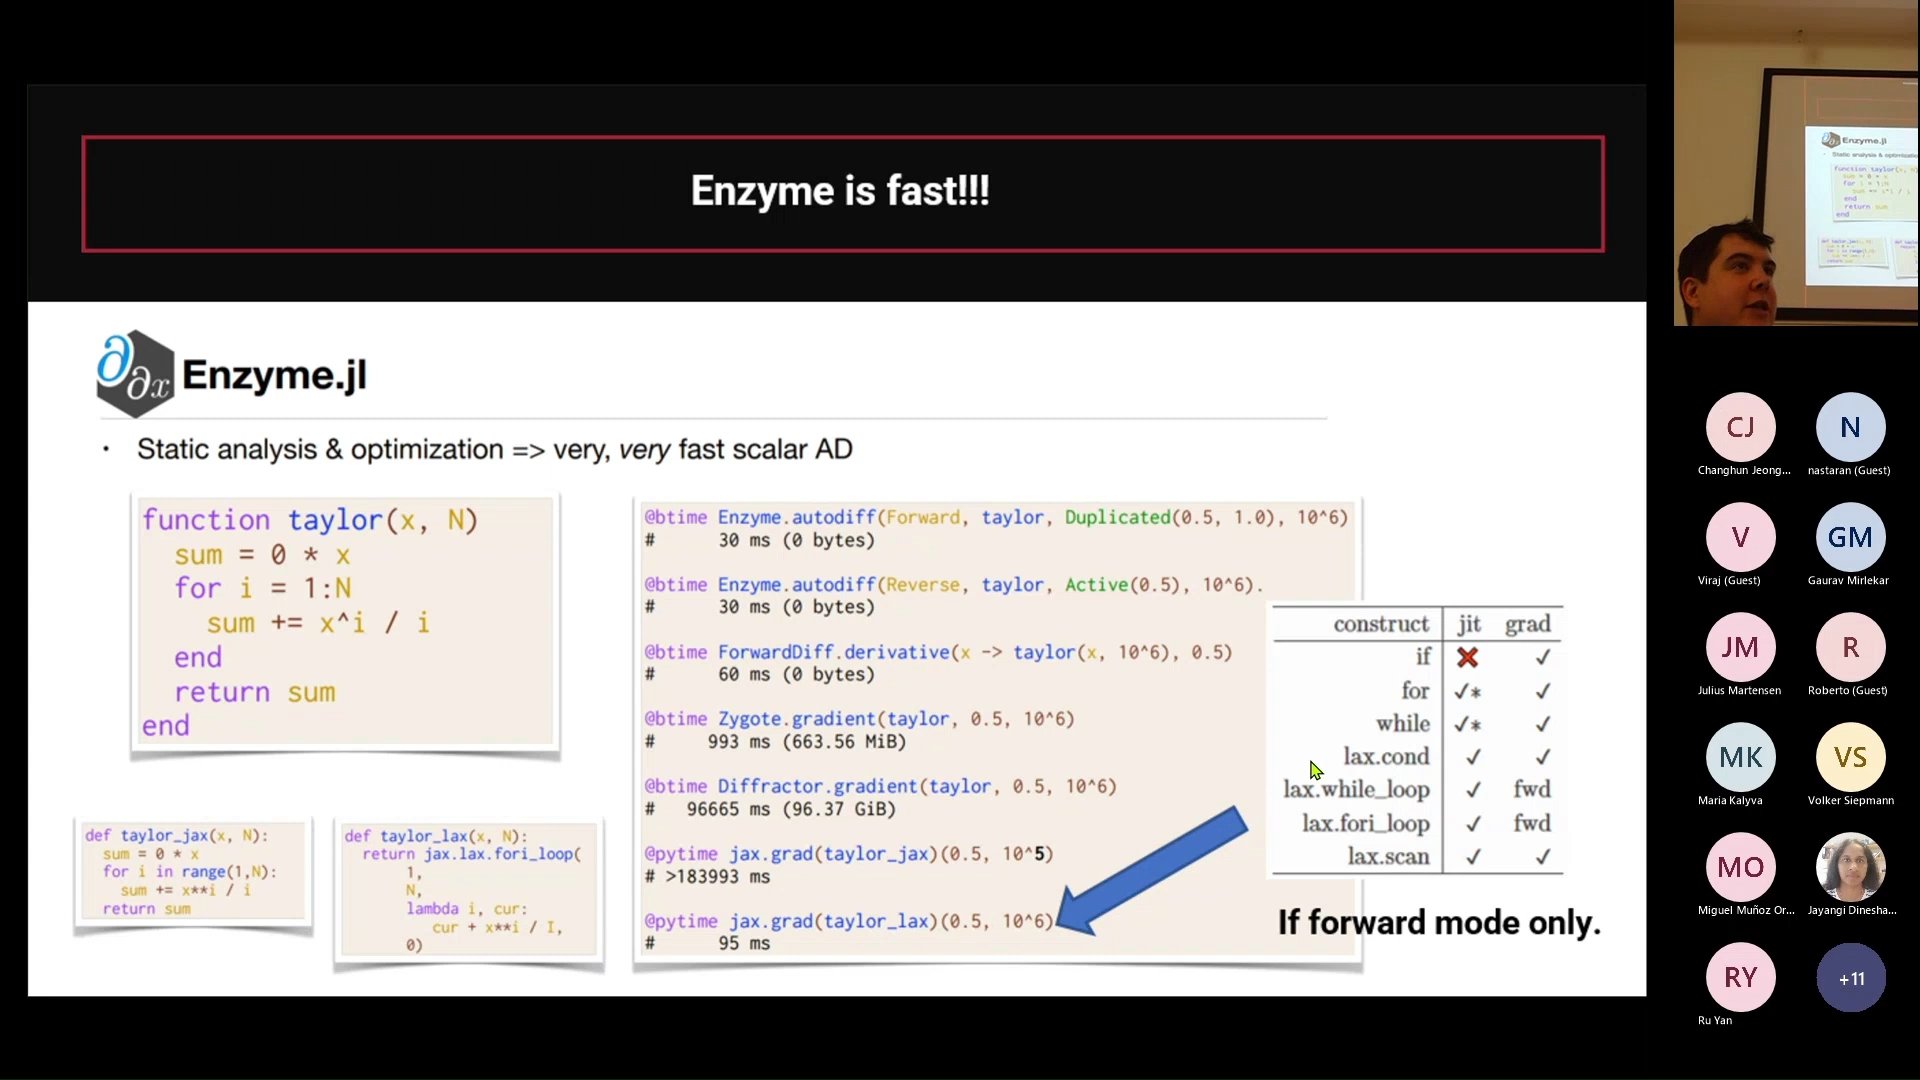 Enzyme is fast!!!
∂ ∂x Enzyme.jl
• Static analysis & optimization => very, very fast scalar AD
function taylor(x, N)
sum = 0 * x
for i = 1:N
sum += x^i / i
end
return sum
end
def taylor_jax(x, N):
sum = 0 * x
for i in range(1,N):
sum += x**i / i
return sum
def taylor_lax(x, N):
return jax.lax.fori_loop(
1,
N,
lambda i, cur:
cur + x**i / I,
0)
@btime Enzyme.autodiff(Forward, taylor, Duplicated(0.5, 1.0), 10^6)
# 30 ms (0 bytes)
@btime Enzyme.autodiff(Reverse, taylor, Active(0.5), 10^6).
# 30 ms (0 bytes)
@btime ForwardDiff.derivative(x -> taylor(x, 10^6), 0.5)
# 60 ms (0 bytes)
@btime Zygote.gradient(taylor, 0.5, 10^6)
# 993 ms (663.56 MiB)
@btime Diffractor.gradient(taylor, 0.5, 10^6)
# 96665 ms (96.37 GiB)
@pytime jax.grad(taylor_jax)(0.5, 10^5)
# >183993 ms
@pytime jax.grad(taylor_lax)(0.5, 10^6)
# 95 ms
construct jit grad
if ✗ ✓
for ✓* ✓
while ✓* ✓
lax.cond ✓ ✓
lax.while_loop ✓ fwd
lax.fori_loop ✓ fwd
lax.scan ✓ ✓
If forward mode only.
Enzyme.jl
CJ N
Changhun Jeong... nastaran (Guest)
V GM
Viraj (Guest) Gaurav Mirlekar
JM R
Julius Martensen Roberto (Guest)
MK VS
Maria Kalyva Volker Siepmann
MO
Miguel Muñoz Or... Jayangi Dinesha...
RY +11
Ru Yan